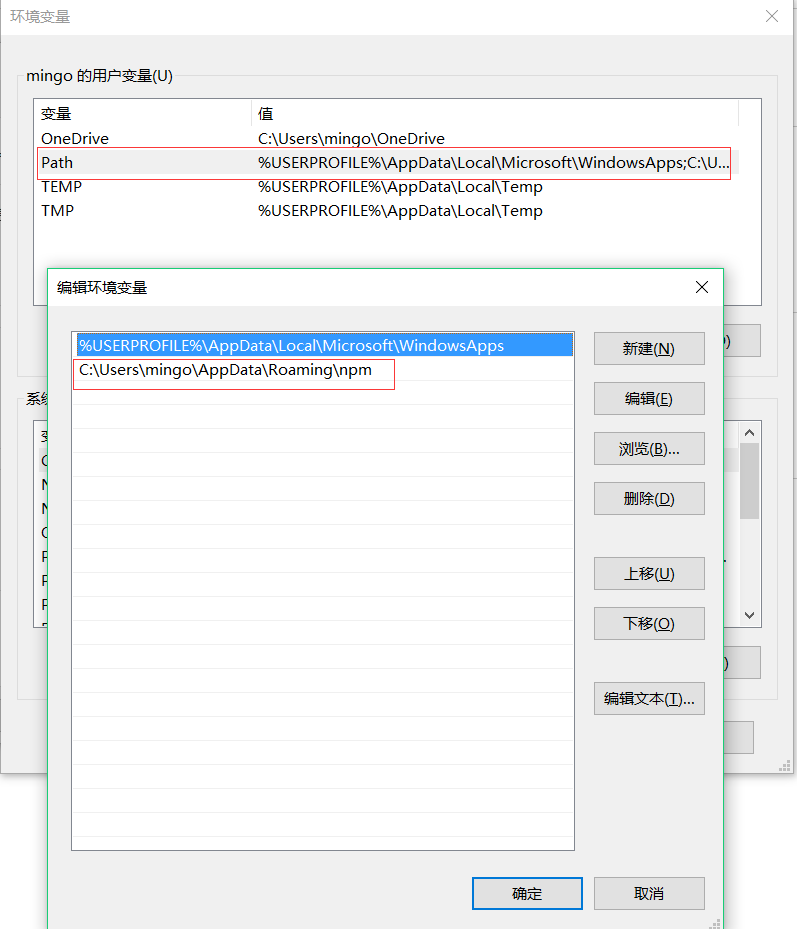 环境变量
mingo 的用户变量(U)
变量 值
OneDrive C:\Users\mingo\OneDrive
Path %USERPROFILE%\AppData\Local\Microsoft\WindowsApps;C:\U...
TEMP %USERPROFILE%\AppData\Local\Temp
TMP %USERPROFILE%\AppData\Local\Temp
编辑环境变量
%USERPROFILE%\AppData\Local\Microsoft\WindowsApps
C:\Users\mingo\AppData\Roaming\npm
新建(N)
编辑(E)
浏览(B)...
删除(D)
上移(U)
下移(O)
编辑文本(T)...
确定
取消